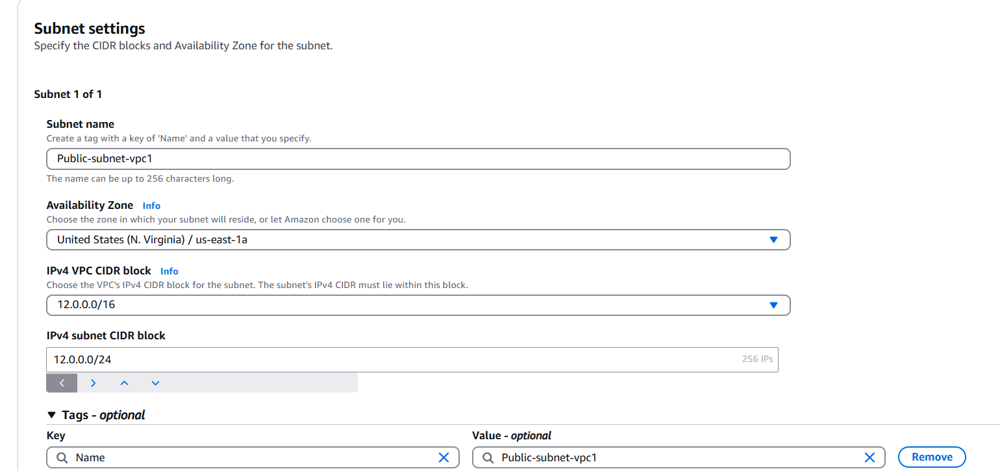 Subnet settings
Specify the CIDR blocks and Availability Zone for the subnet.
Subnet 1 of 1
Subnet name
Create a tag with a key of 'Name' and a value that you specify.
Public-subnet-vpc1
The name can be up to 256 characters long.
Availability Zone Info
Choose the zone in which your subnet will reside, or let Amazon choose one for you.
United States (N. Virginia) / us-east-1a
IPv4 VPC CIDR block Info
Choose the VPC's IPv4 CIDR block for the subnet. The subnet's IPv4 CIDR must lie within this block.
12.0.0.0/16
IPv4 subnet CIDR block
12.0.0.0/24 256 IPs
Tags - optional
Key Value - optional
Name Public-subnet-vpc1 Remove